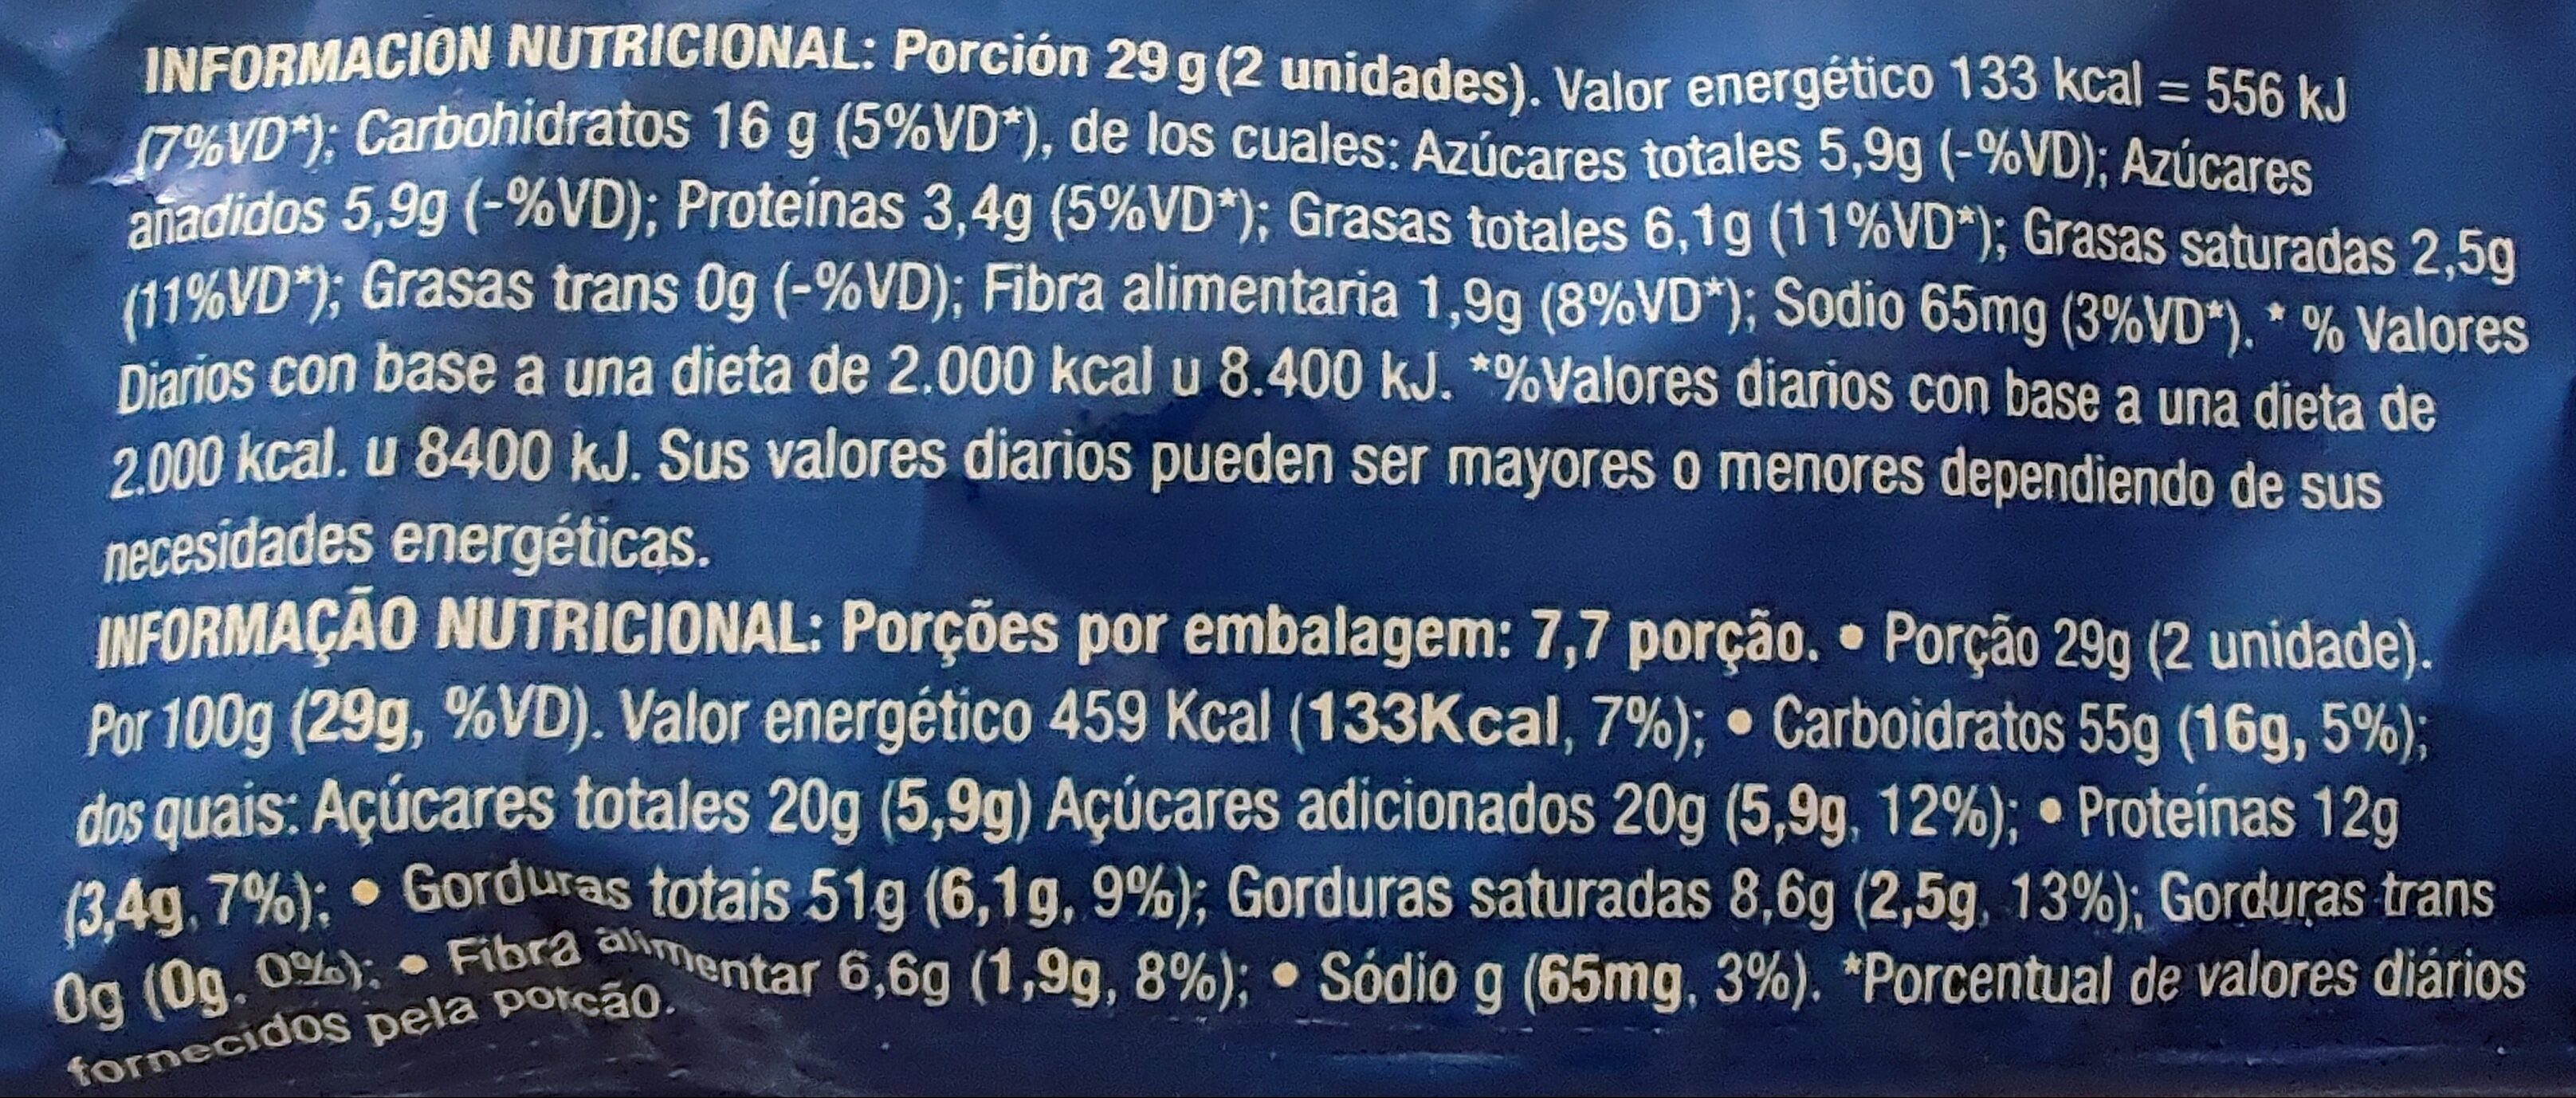 INFORMACION NUTRICIONAL: Porción 29 g (2 unidades). Valor energético 133 kcal = 556 kJ
(7%VD*); Carbohidratos 16 g (5%VD*), de los cuales: Azúcares totales 5,9g (-%VD); Azúcares
añadidos 5,9g (-%VD); Proteínas 3,4g (5%VD*); Grasas totales 6,1g (11%VD*); Grasas saturadas 2,5g
(11%VD*); Grasas trans 0g (-%VD); Fibra alimentaria 1,9g (8%VD*); Sodio 65mg (3%VD*). * % Valores
Diarios con base a una dieta de 2.000 kcal u 8.400 kJ. *%Valores diarios con base a una dieta de
2.000 kcal. u 8400 kJ. Sus valores diarios pueden ser mayores o menores dependiendo de sus
necesidades energéticas.
INFORMAÇÃO NUTRICIONAL: Porções por embalagem: 7,7 porção. • Porção 29g (2 unidade).
Por 100g (29g, %VD). Valor energético 459 Kcal (133Kcal, 7%); • Carboidratos 55g (16g, 5%);
dos quais: Açúcares totales 20g (5,9g) Açúcares adicionados 20g (5,9g, 12%); • Proteínas 12g
(3,4g, 7%); • Gorduras totais 51g (6,1g, 9%); Gorduras saturadas 8,6g (2,5g, 13%); Gorduras trans
0g (0g, 0%); • Fibra alimentar 6,6g (1,9g, 8%); • Sódio g (65mg, 3%). *Porcentual de valores diários
fornecidos pela porcão.